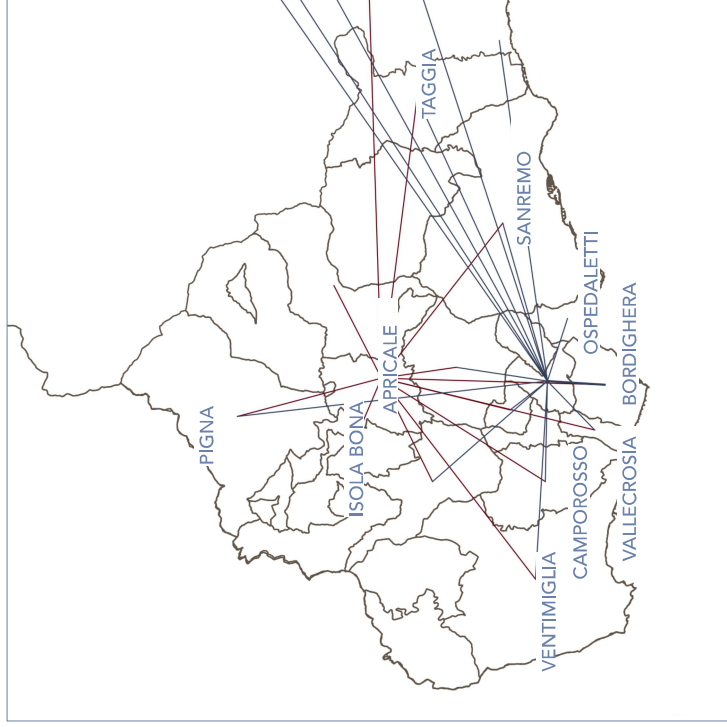 PIGNA
ISOLA BONA
APRICALE
TAGGIA
SANREMO
VENTIMIGLIA
CAMPOROSSO
OSPEDALETTI
VALLECROSIA
BORDIGHERA